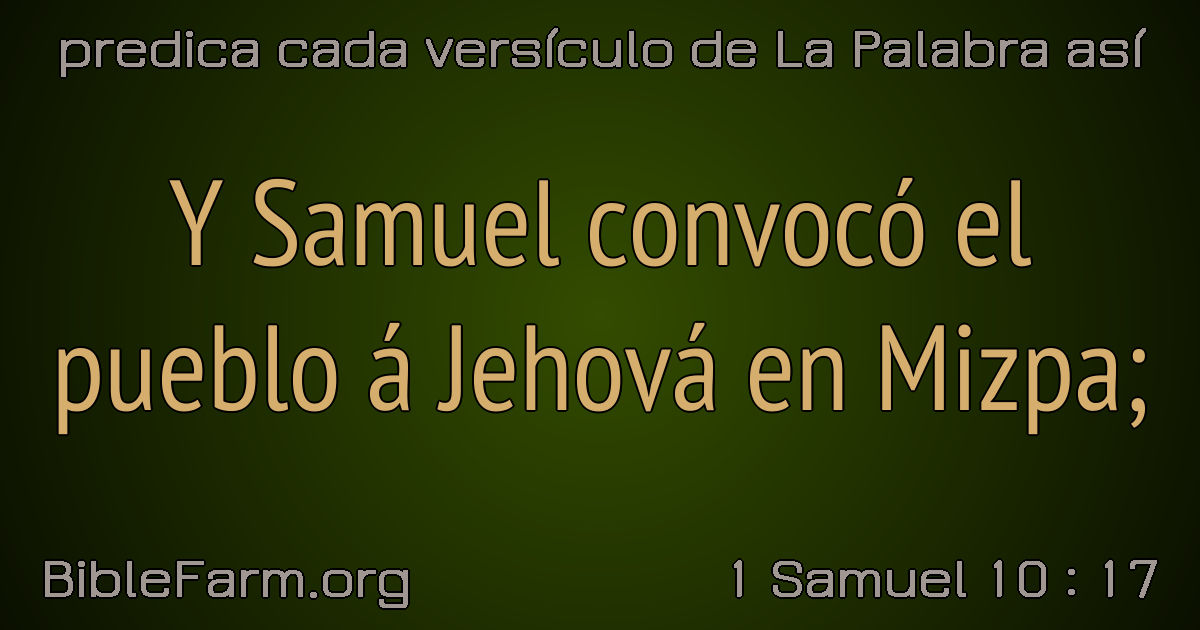 predica cada versículo de La Palabra así
Y Samuel convocó el
pueblo á Jehová en Mizpa;
BibleFarm.org
1 Samuel 10 : 17